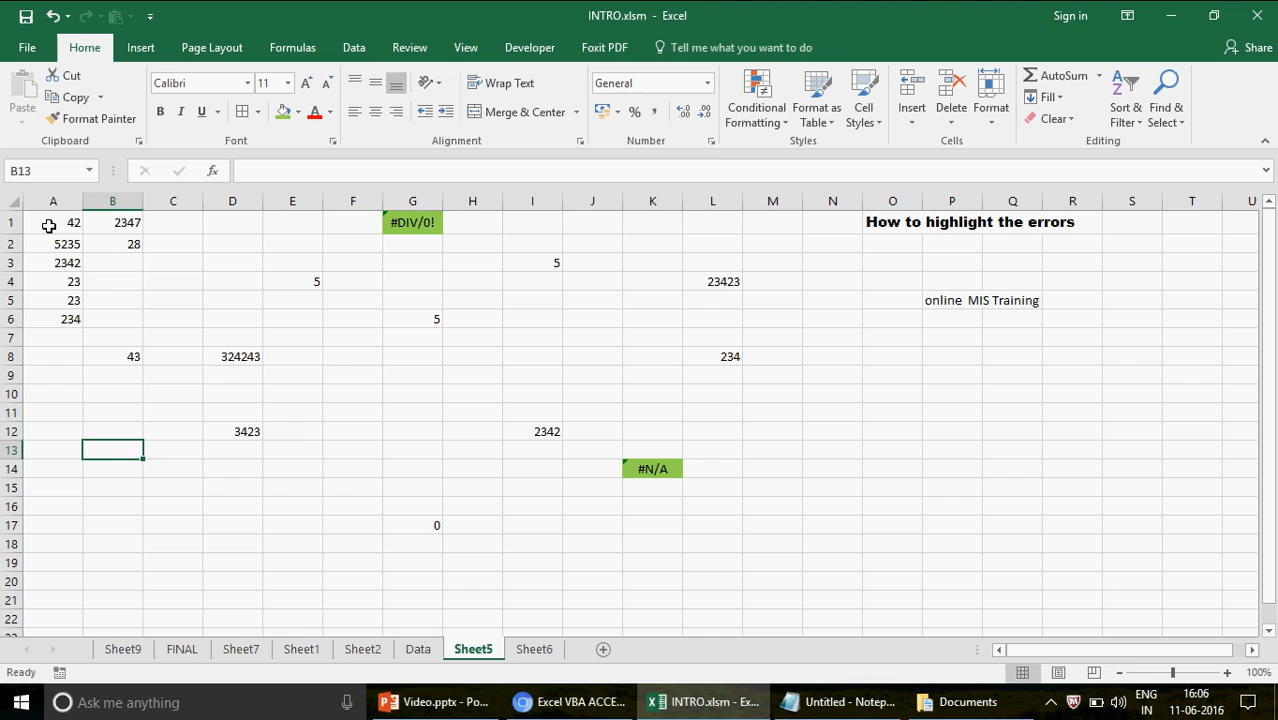 INTRO.xlsm - Excel
Sign in
File Home Insert Page Layout Formulas Data Review View Developer Foxit PDF Tell me what you want to do Share
Paste
Cut
Copy
Format Painter
Clipboard
Calibri 11
B I U
Font
Wrap Text
Merge & Center
Alignment
General
%
Number
Conditional Formatting
Format as Table
Cell Styles
Styles
Insert
Delete
Format
Cells
AutoSum
Fill
Clear
Sort & Filter
Find & Select
Editing
B13
fx
A B C D E F G H I J K L M N O P Q R S T U
1 42 2347 #DIV/0! How to highlight the errors
2 5235 28
3 2342 5
4 23 5 23423
5 23 online MIS Training
6 234 5
7
8 43 324243 234
9
10
11
12 3423 2342
13
14 #N/A
15
16
17 0
18
19
20
21
22
Sheet9 FINAL Sheet7 Sheet1 Sheet2 Data Sheet5 Sheet6
Ready
100%
Ask me anything
Video.pptx - Po...
Excel VBA ACCE...
INTRO.xlsm - Exc...
Untitled - Notep...
Documents
ENG
IN
16:06
11-06-2016